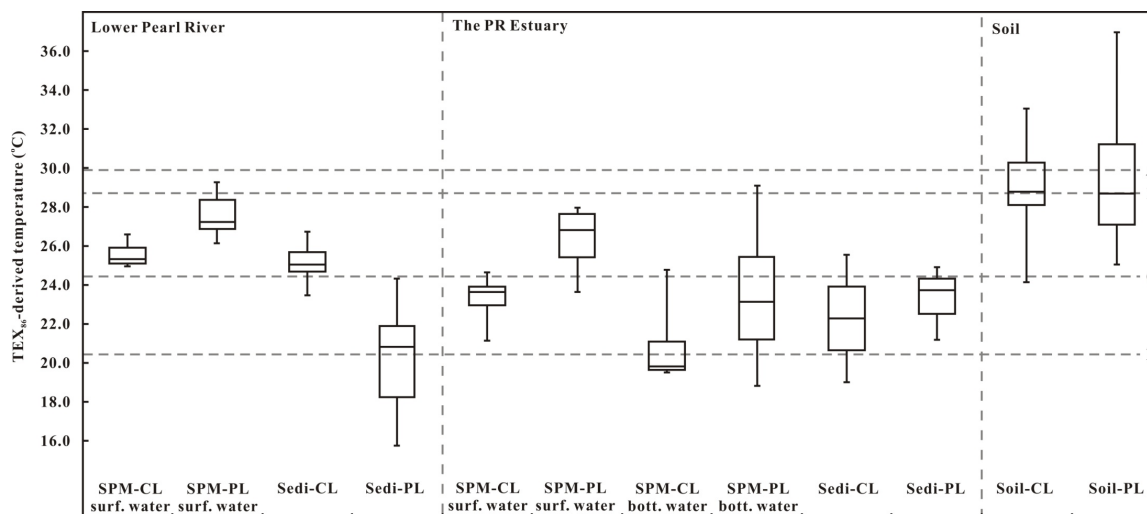 Lower Pearl River The PR Estuary Soil
TEX₈₆-derived temperature (°C)
36.0
34.0
32.0
30.0
28.0
26.0
24.0
22.0
20.0
18.0
16.0
SPM-CL SPM-PL Sedi-CL Sedi-PL SPM-CL SPM-PL SPM-CL SPM-PL Sedi-CL Sedi-PL Soil-CL Soil-PL
surf. water surf. water surf. water surf. water bott. water bott. water